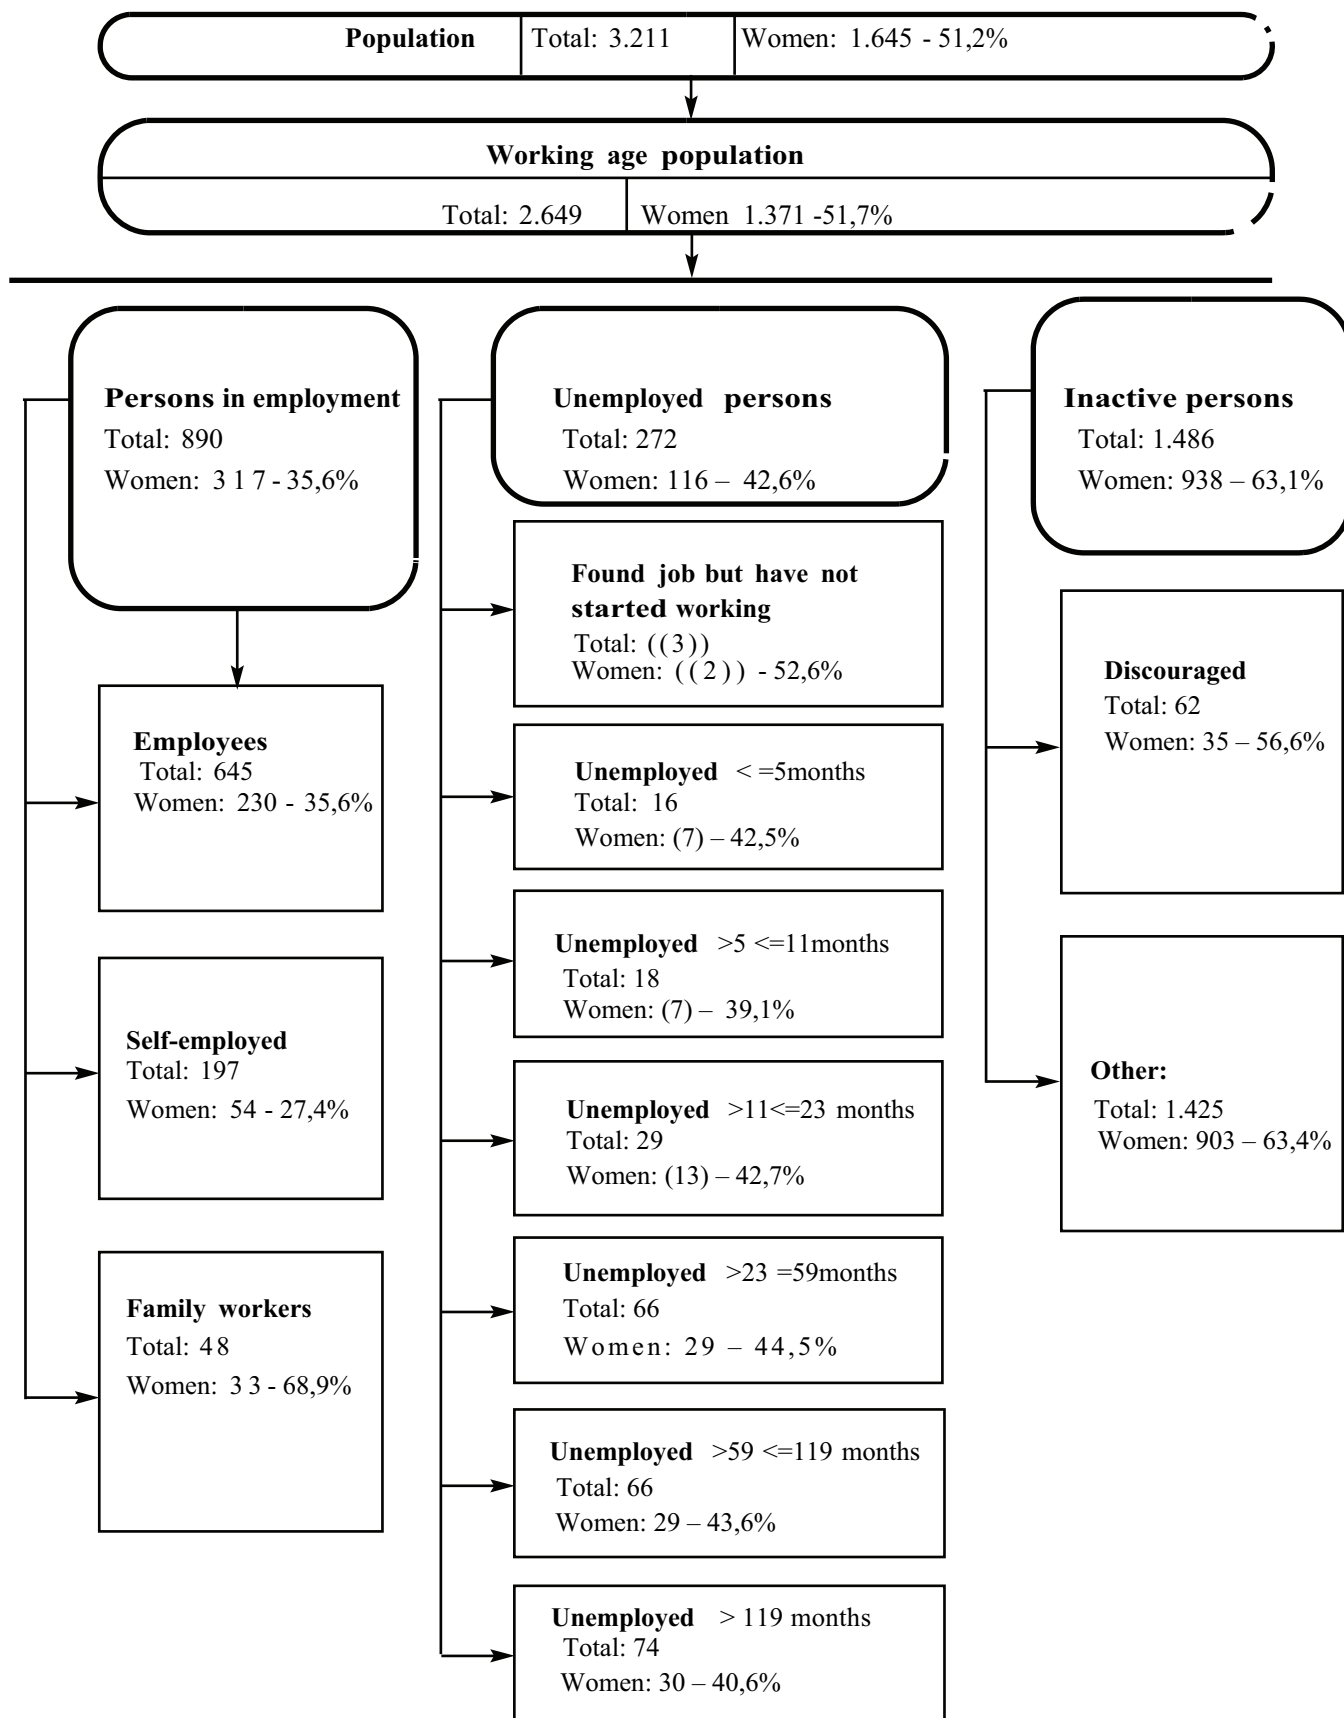 Population Total: 3.211 Women: 1.645 - 51,2%
Working age population
Total: 2.649 Women 1.371 -51,7%
Persons in employment
Total: 890
Women: 3 1 7 - 35,6%
Employees
Total: 645
Women: 230 - 35,6%
Self-employed
Total: 197
Women: 54 - 27,4%
Family workers
Total: 48
Women: 3 3 - 68,9%
Unemployed persons
Total: 272
Women: 116 – 42,6%
Found job but have not
started working
Total: ((3))
Women: ((2)) - 52,6%
Unemployed < =5months
Total: 16
Women: (7) – 42,5%
Unemployed >5 <=11months
Total: 18
Women: (7) – 39,1%
Unemployed >11<=23 months
Total: 29
Women: (13) – 42,7%
Unemployed >23 =59months
Total: 66
Women: 29 – 44,5%
Unemployed >59 <=119 months
Total: 66
Women: 29 – 43,6%
Unemployed > 119 months
Total: 74
Women: 30 – 40,6%
Inactive persons
Total: 1.486
Women: 938 – 63,1%
Discouraged
Total: 62
Women: 35 – 56,6%
Other:
Total: 1.425
Women: 903 – 63,4%